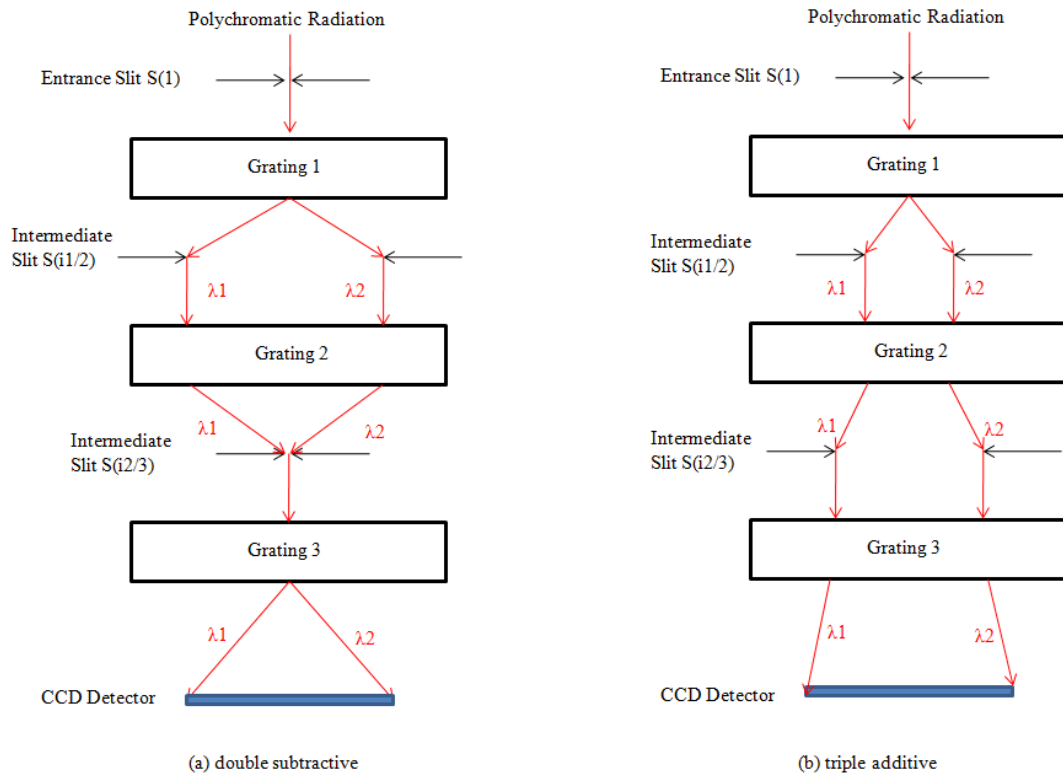 Polychromatic Radiation
Entrance Slit S(1)
Grating 1
Intermediate
Slit S(i1/2)
λ1
λ2
Grating 2
λ1
λ2
Intermediate
Slit S(i2/3)
Grating 3
λ1
λ2
CCD Detector
(a) double subtractive
Polychromatic Radiation
Entrance Slit S(1)
Grating 1
Intermediate
Slit S(i1/2)
λ1
λ2
Grating 2
λ1
λ2
Intermediate
Slit S(i2/3)
Grating 3
λ1
λ2
CCD Detector
(b) triple additive